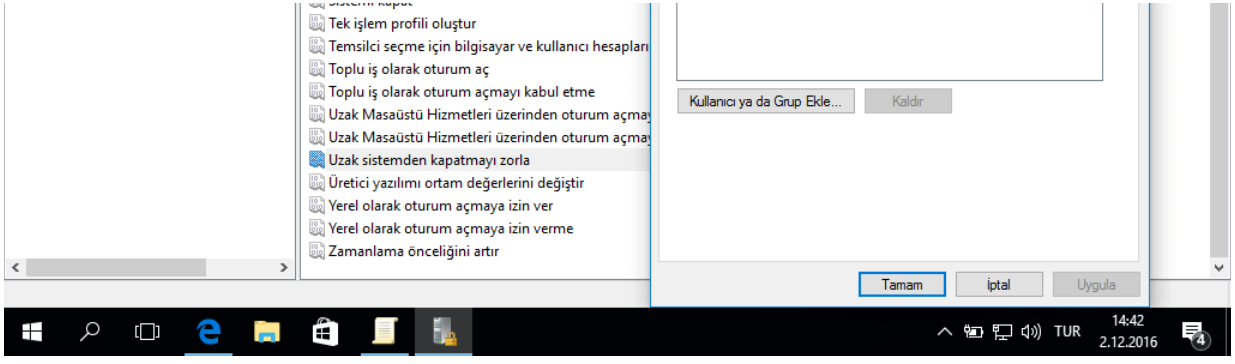 Sistemi kapat
Tek işlem profili oluştur
Temsilci seçme için bilgisayar ve kullanıcı hesapları
Toplu iş olarak oturum aç
Toplu iş olarak oturum açmayı kabul etme
Uzak Masaüstü Hizmetleri üzerinden oturum açma
Uzak Masaüstü Hizmetleri üzerinden oturum açma
Uzak sistemden kapatmayı zorla
Üretici yazılımı ortam değerlerini değiştir
Yerel olarak oturum açmaya izin ver
Yerel olarak oturum açmaya izin verme
Zamanlama önceliğini artır
Kullanıcı ya da Grup Ekle... Kaldır
Tamam İptal Uygula
TUR 14:42
2.12.2016
4